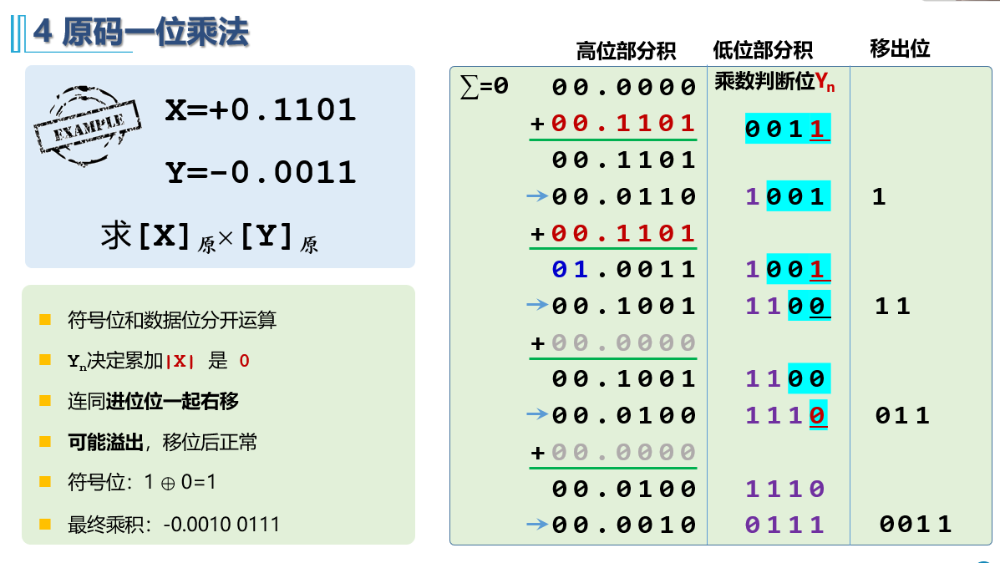 4 原码一位乘法
EXAMPLE
X=+0.1101
Y=-0.0011
求[X]原×[Y]原
符号位和数据位分开运算
Yn决定累加|X| 是 0
连同进位位一起右移
可能溢出，移位后正常
符号位：1 ⊕ 0=1
最终乘积：-0.0010 0111
高位部分积 低位部分积 移出位
∑=0 00.0000 乘数判断位Yn
+00.1101 0011
00.1101
→00.0110 1001 1
+00.1101
01.0011 1001
→00.1001 1100 11
+00.0000
00.1001 1100
→00.0100 1110 011
+00.0000
00.0100 1110
→00.0010 0111 0011